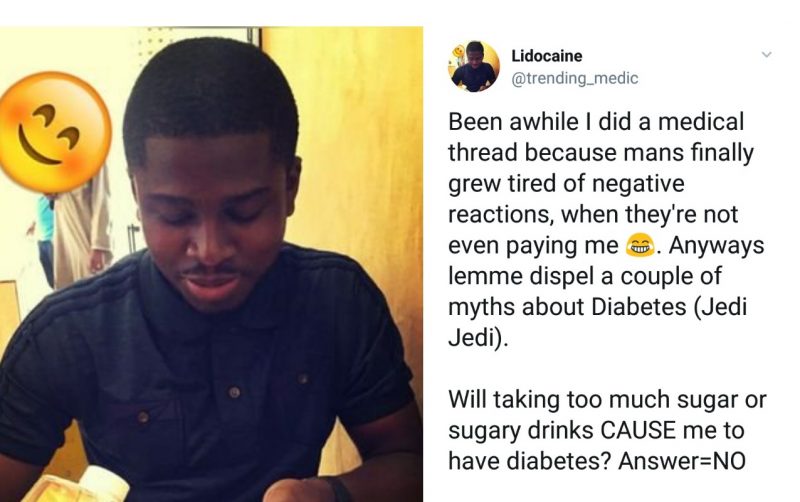 Lidocaine
@trending_medic
Been awhile I did a medical
thread because mans finally
grew tired of negative
reactions, when they're not
even paying me 😂. Anyways
lemme dispel a couple of
myths about Diabetes (Jedi
Jedi).
Will taking too much sugar or
sugary drinks CAUSE me to
have diabetes? Answer=NO